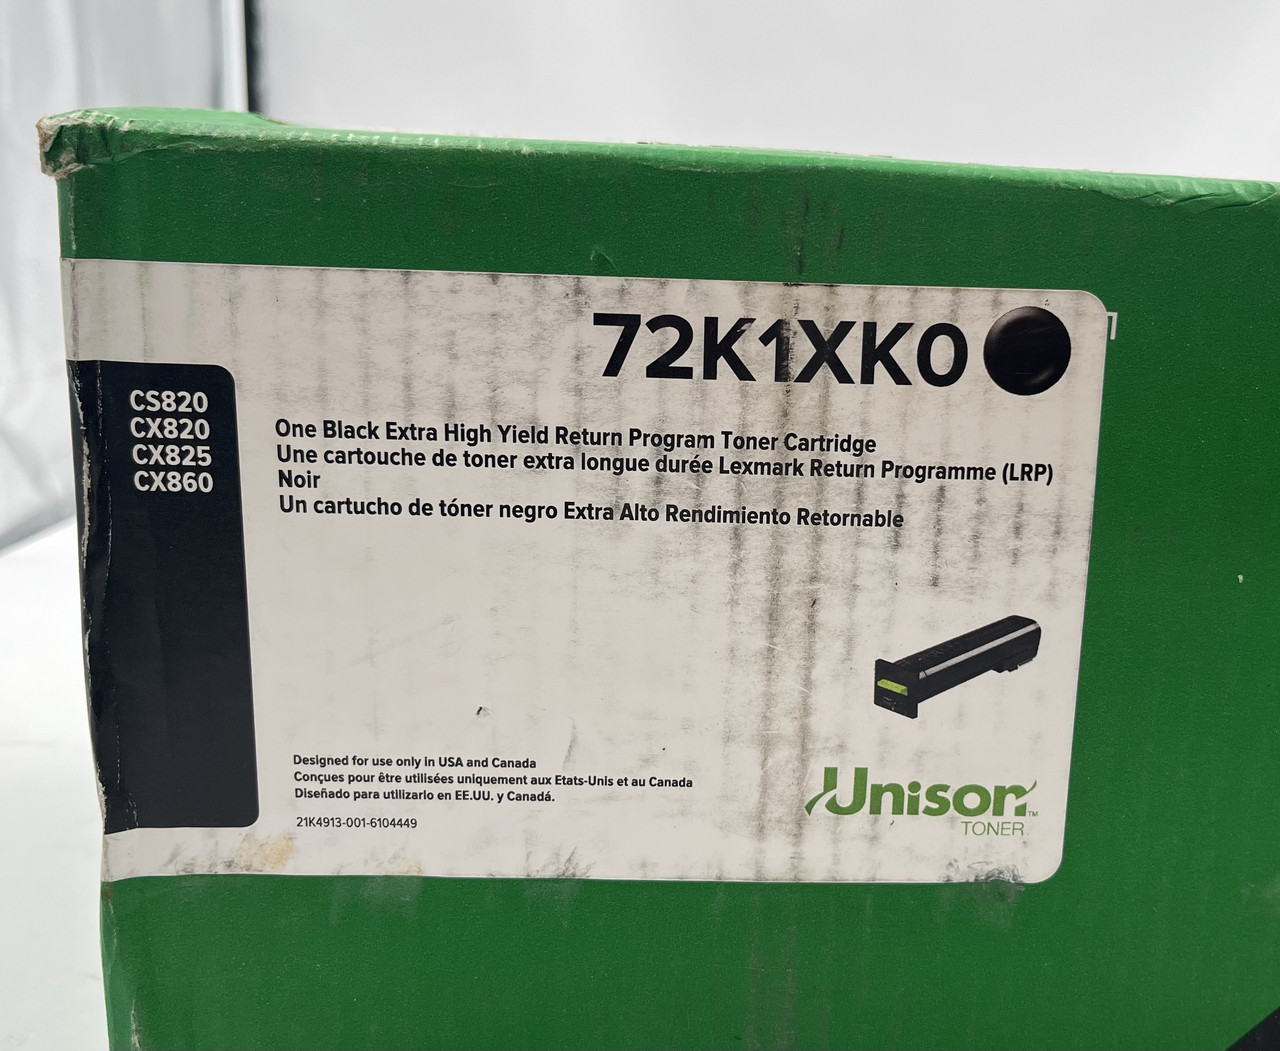 72K1XK0
CS820
CX820
CX825
CX860
One Black Extra High Yield Return Program Toner Cartridge
Une cartouche de toner extra longue durée Lexmark Return Programme (LRP)
Noir
Un cartucho de tóner negro Extra Alto Rendimiento Retornable
Designed for use only in USA and Canada
Conçues pour être utilisées uniquement aux Etats-Unis et au Canada
Diseñado para utilizarlo en EE.UU. y Canadá.
21K4913-001-6104449
Unison™
TONER